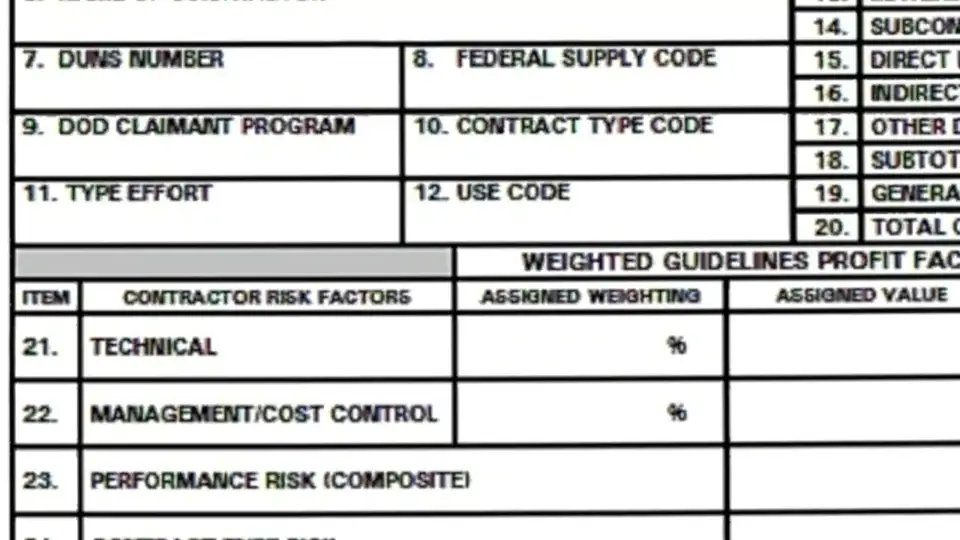 14. SUBCON
7. DUNS NUMBER
8. FEDERAL SUPPLY CODE
15. DIRECT
16. INDIRECT
9. DOD CLAIMANT PROGRAM
10. CONTRACT TYPE CODE
17. OTHER D
18. SUBTOT
11. TYPE EFFORT
12. USE CODE
19. GENERA
20. TOTAL C
WEIGHTED GUIDELINES PROFIT FAC
ITEM CONTRACTOR RISK FACTORS ASSIGNED WEIGHTING ASSIGNED VALUE
21. TECHNICAL %
22. MANAGEMENT/COST CONTROL %
23. PERFORMANCE RISK (COMPOSITE)